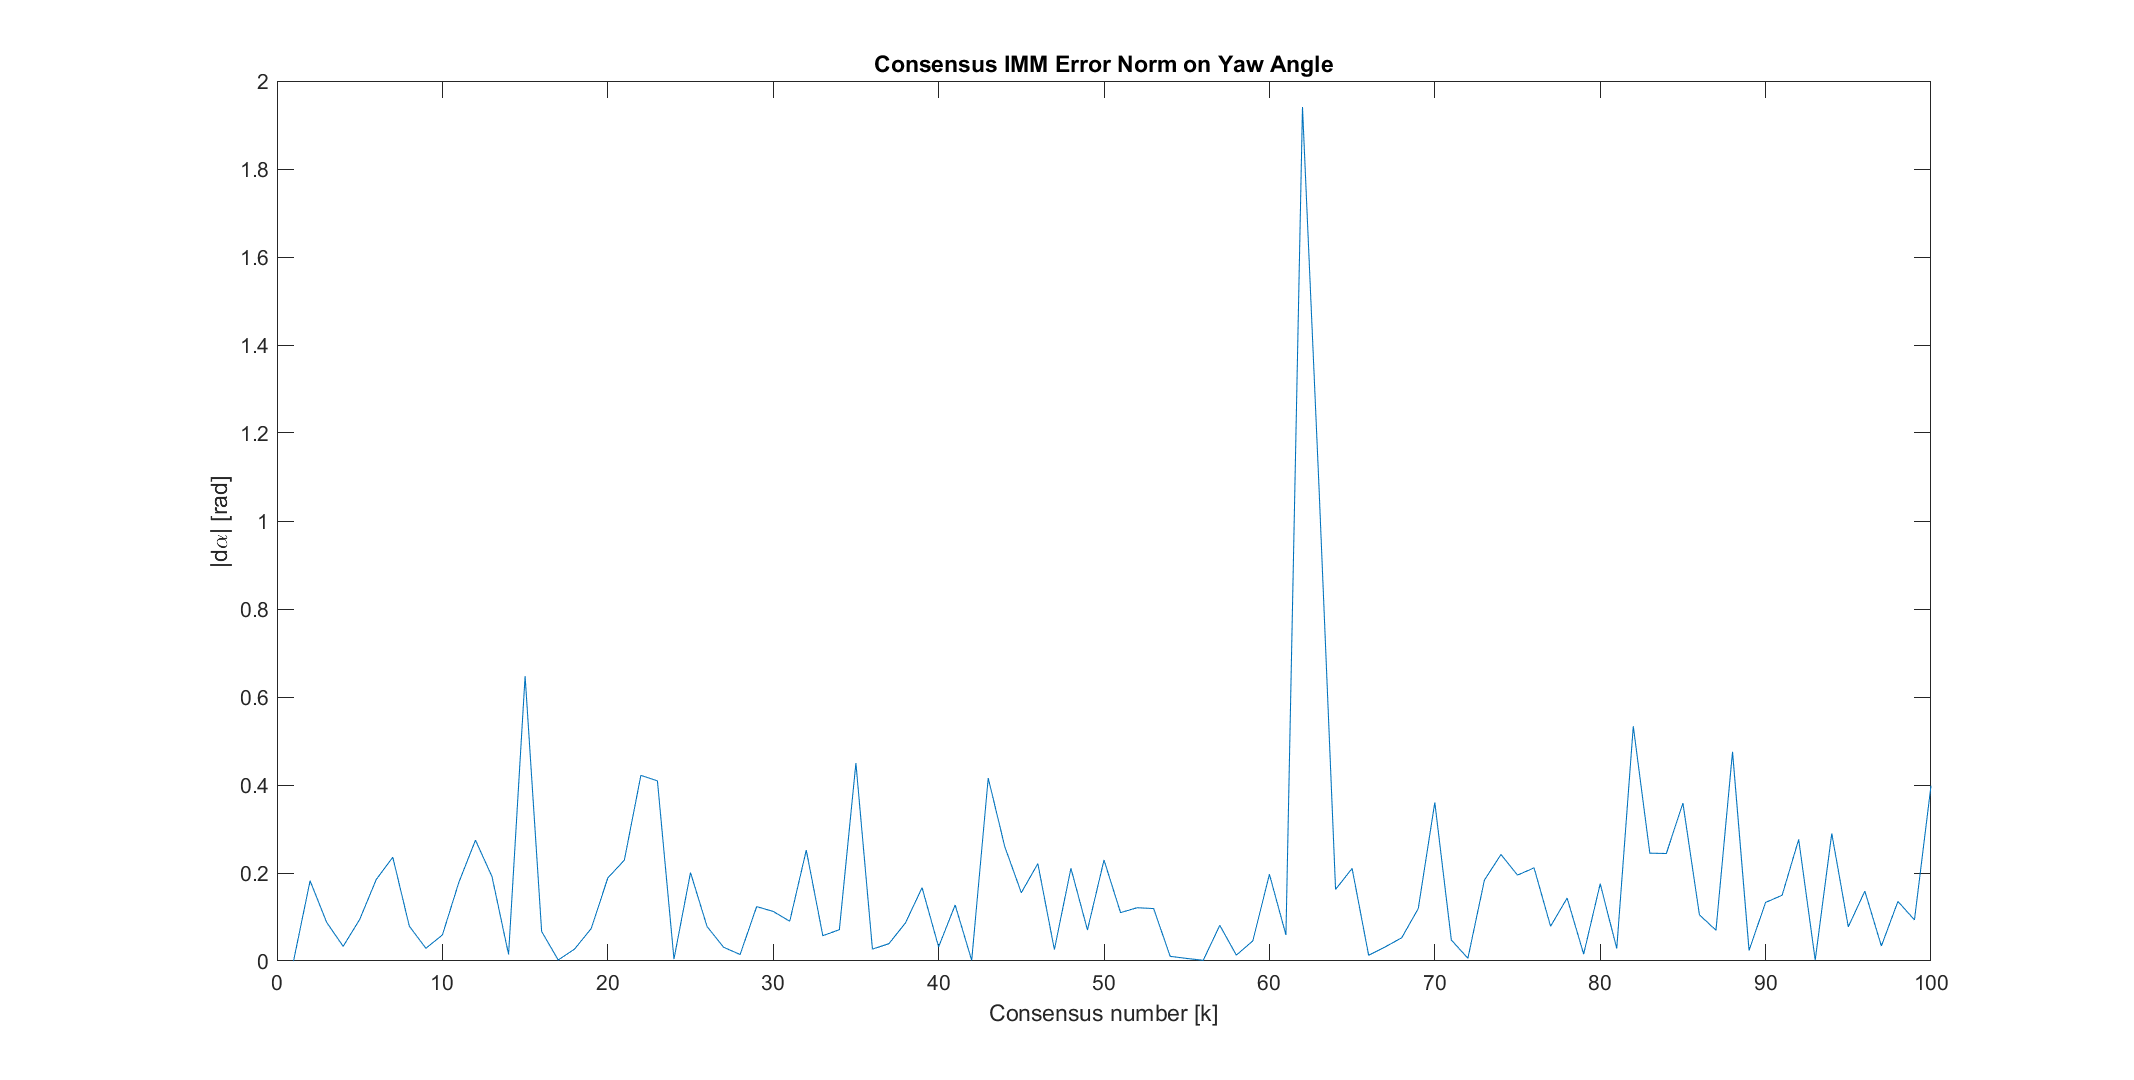 Consensus IMM Error Norm on Yaw Angle
2
1.8
1.6
1.4
1.2
1
0.8
0.6
0.4
0.2
0
|dα| [rad]
0 10 20 30 40 50 60 70 80 90 100
Consensus number [k]